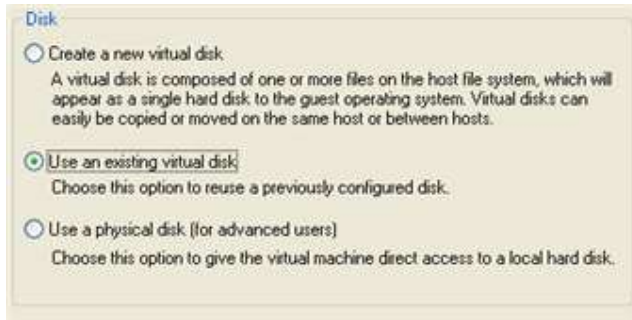 Disk
Create a new virtual disk
A virtual disk is composed of one or more files on the host file system, which will
appear as a single hard disk to the guest operating system. Virtual disks can
easily be copied or moved on the same host or between hosts.
Use an existing virtual disk
Choose this option to reuse a previously configured disk.
Use a physical disk (for advanced users)
Choose this option to give the virtual machine direct access to a local hard disk.